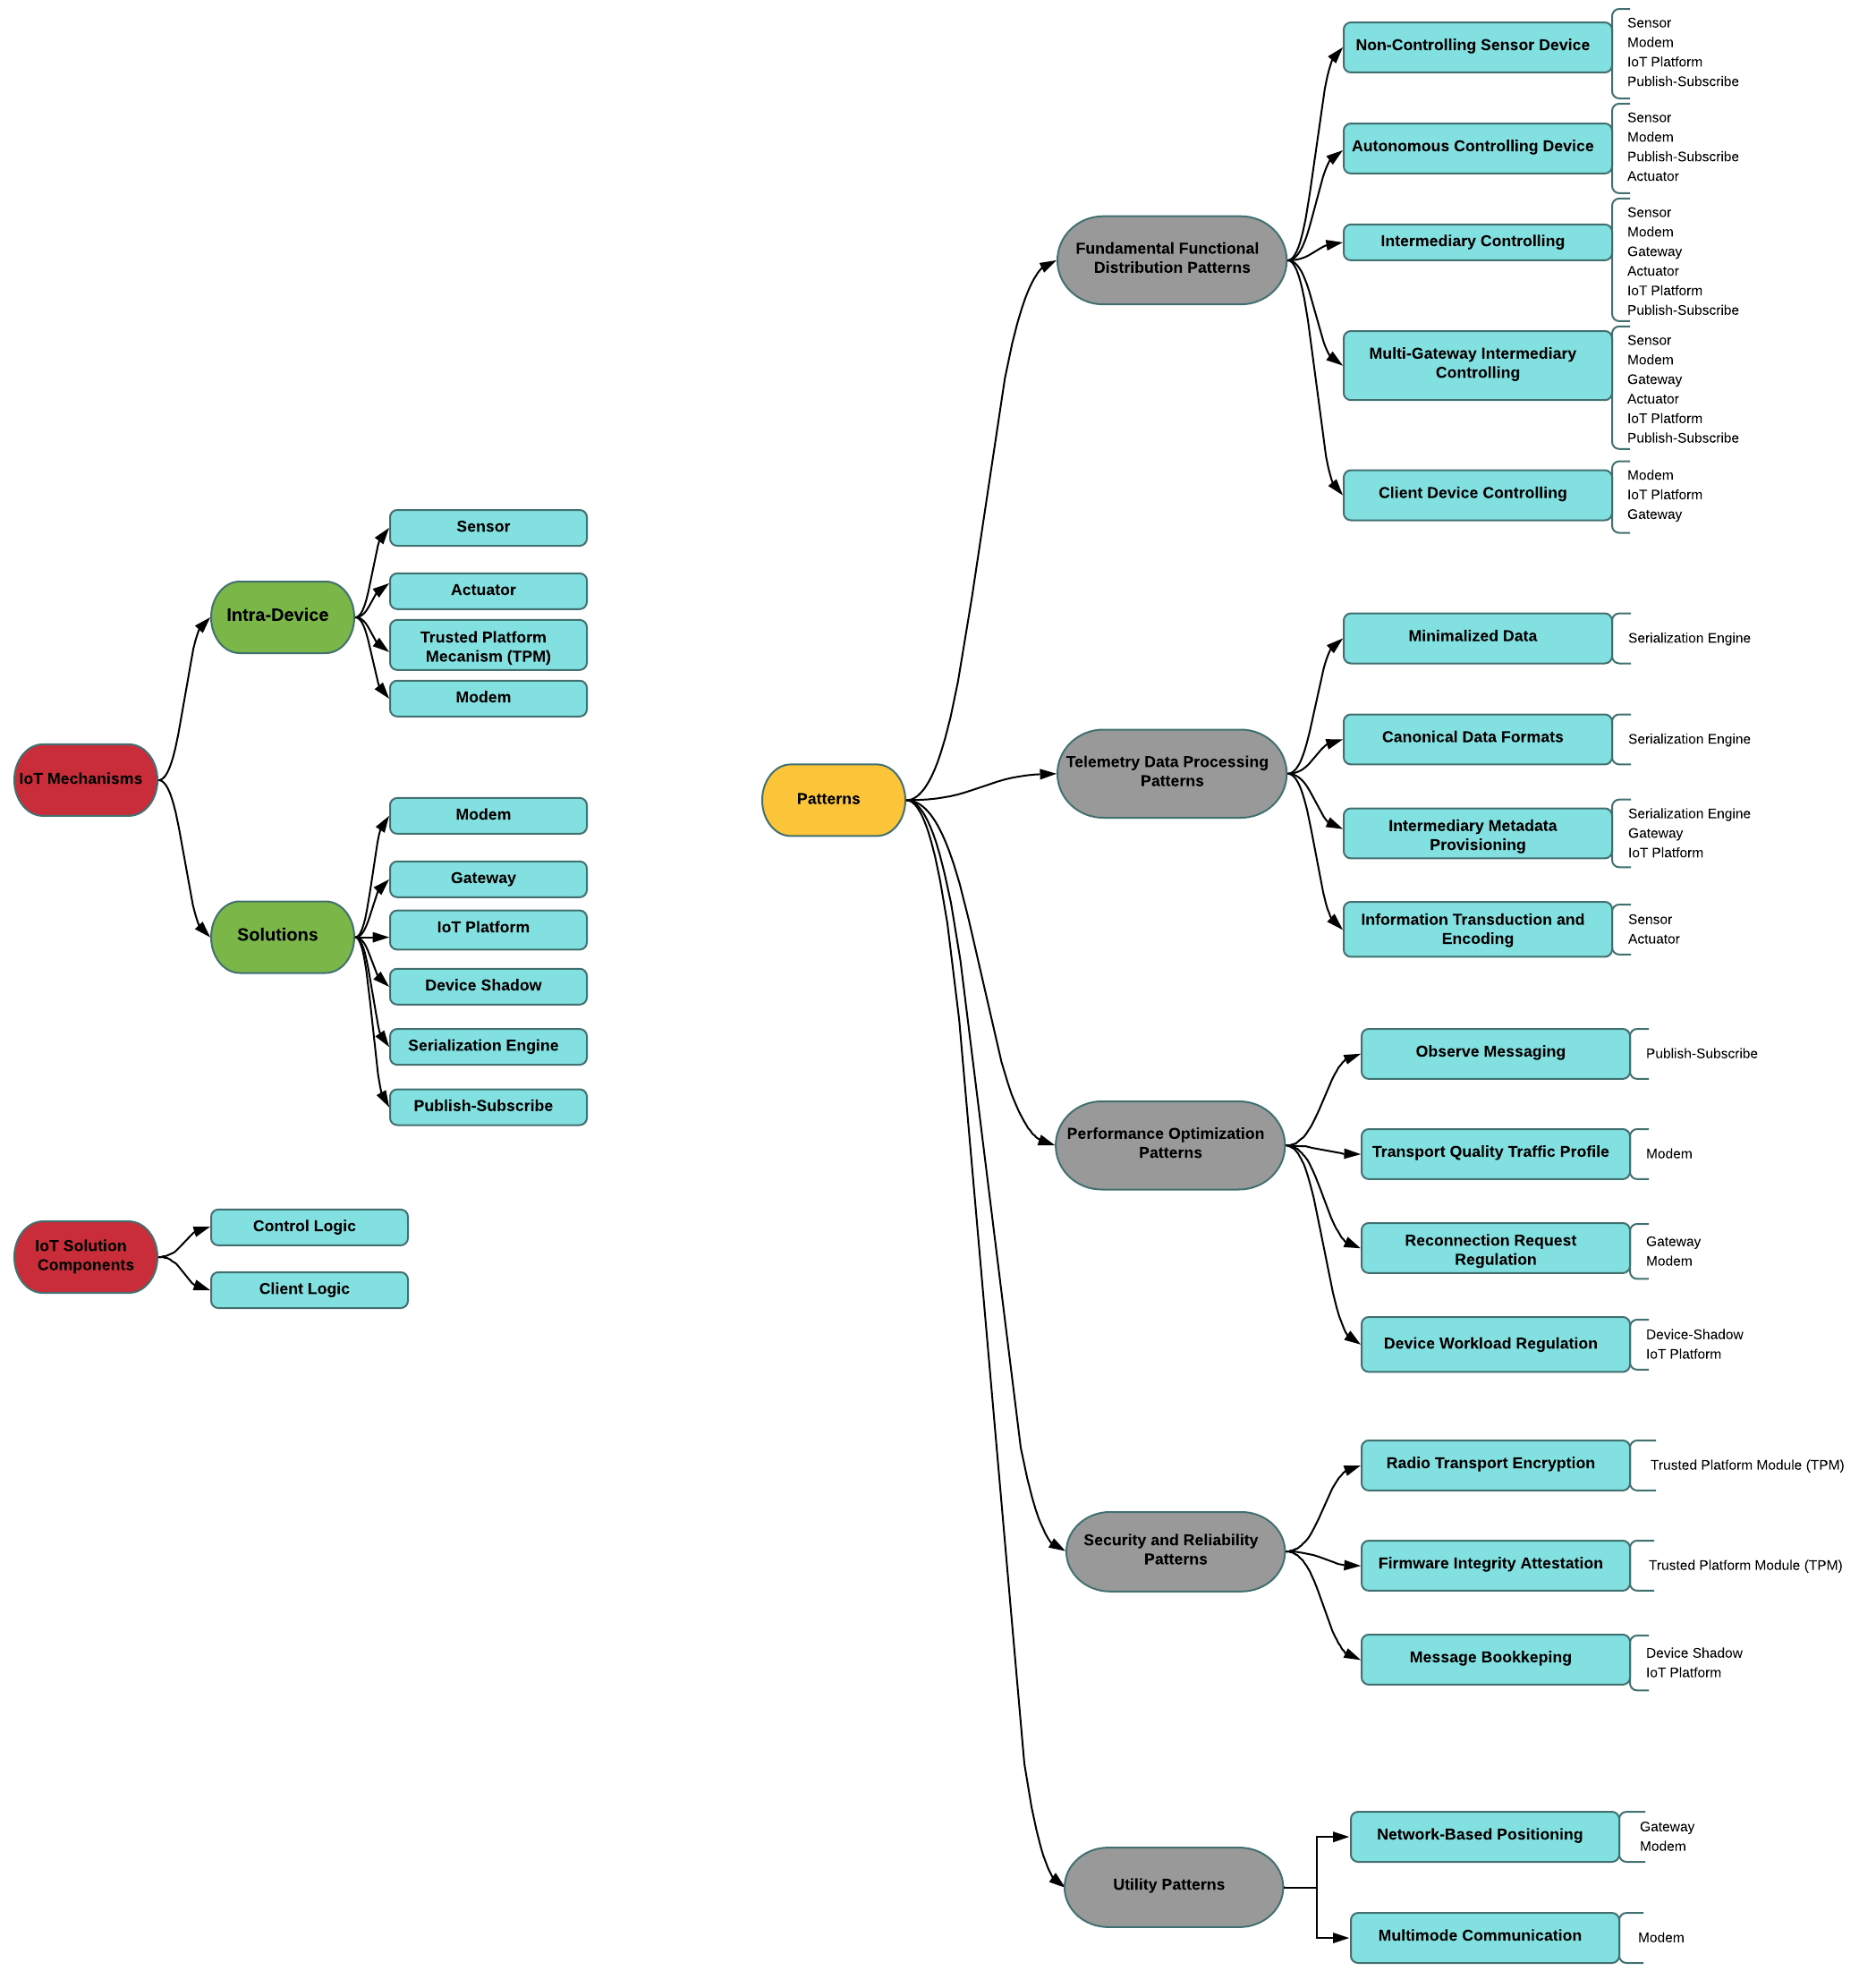 IoT Mechanisms
Intra-Device
Sensor
Actuator
Trusted Platform
Mecanism (TPM)
Modem
Solutions
Modem
Gateway
IoT Platform
Device Shadow
Serialization Engine
Publish-Subscribe
IoT Solution
Components
Control Logic
Client Logic
Patterns
Fundamental Functional
Distribution Patterns
Non-Controlling Sensor Device
Sensor
Modem
IoT Platform
Publish-Subscribe
Autonomous Controlling Device
Sensor
Modem
Publish-Subscribe
Actuator
Intermediary Controlling
Sensor
Modem
Gateway
Actuator
IoT Platform
Publish-Subscribe
Multi-Gateway Intermediary
Controlling
Sensor
Modem
Gateway
Actuator
IoT Platform
Publish-Subscribe
Client Device Controlling
Modem
IoT Platform
Gateway
Telemetry Data Processing
Patterns
Minimalized Data
Serialization Engine
Canonical Data Formats
Serialization Engine
Intermediary Metadata
Provisioning
Serialization Engine
Gateway
IoT Platform
Information Transduction and
Encoding
Sensor
Actuator
Performance Optimization
Patterns
Observe Messaging
Publish-Subscribe
Transport Quality Traffic Profile
Modem
Reconnection Request
Regulation
Gateway
Modem
Device Workload Regulation
Device-Shadow
IoT Platform
Security and Reliability
Patterns
Radio Transport Encryption
Trusted Platform Module (TPM)
Firmware Integrity Attestation
Trusted Platform Module (TPM)
Message Bookkeping
Device Shadow
IoT Platform
Utility Patterns
Network-Based Positioning
Gateway
Modem
Multimode Communication
Modem